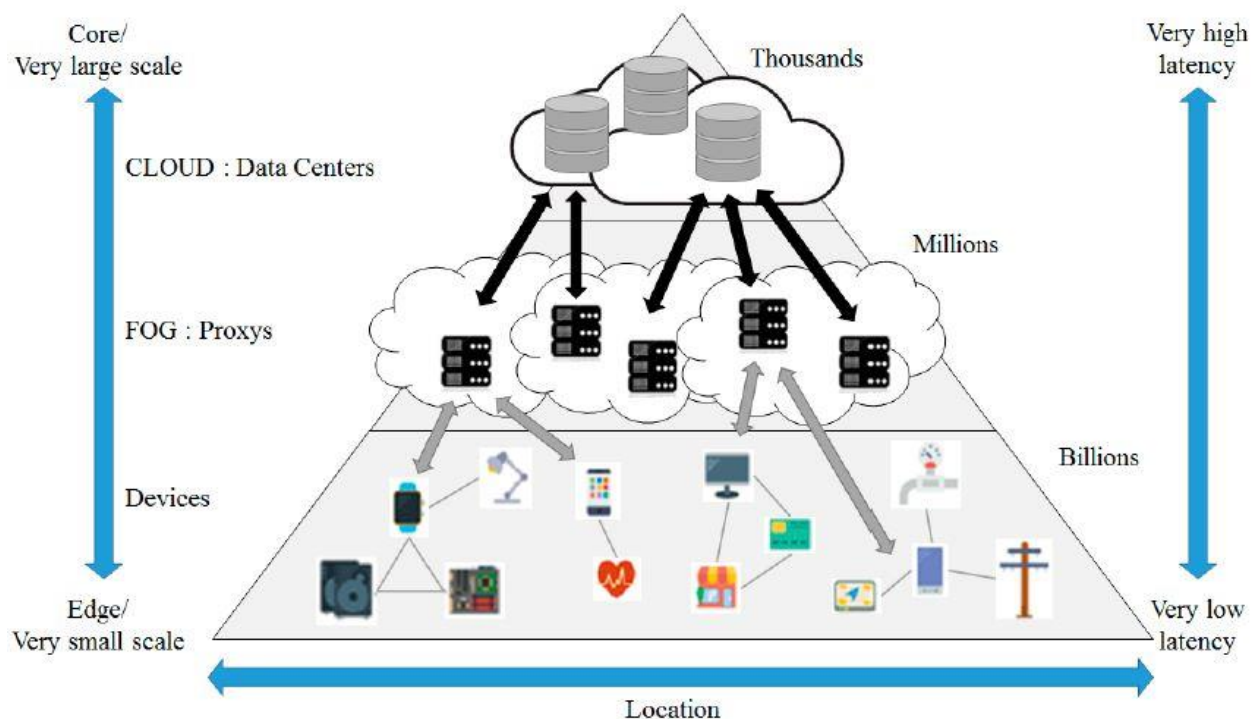 Core/
Very large scale
Thousands
Very high
latency
CLOUD : Data Centers
Millions
FOG : Proxys
Billions
Devices
Edge/
Very small scale
Very low
latency
Location